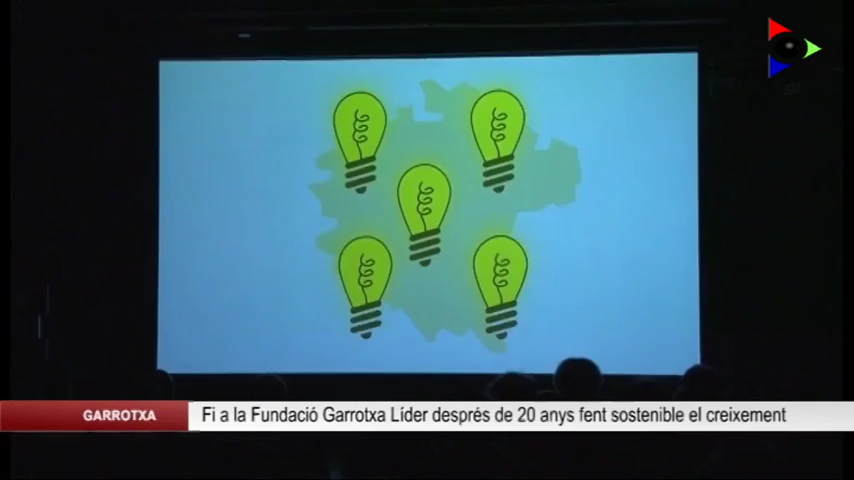 GARROTXA
Fi a la Fundació Garrotxa Líder després de 20 anys fent sostenible el creixement